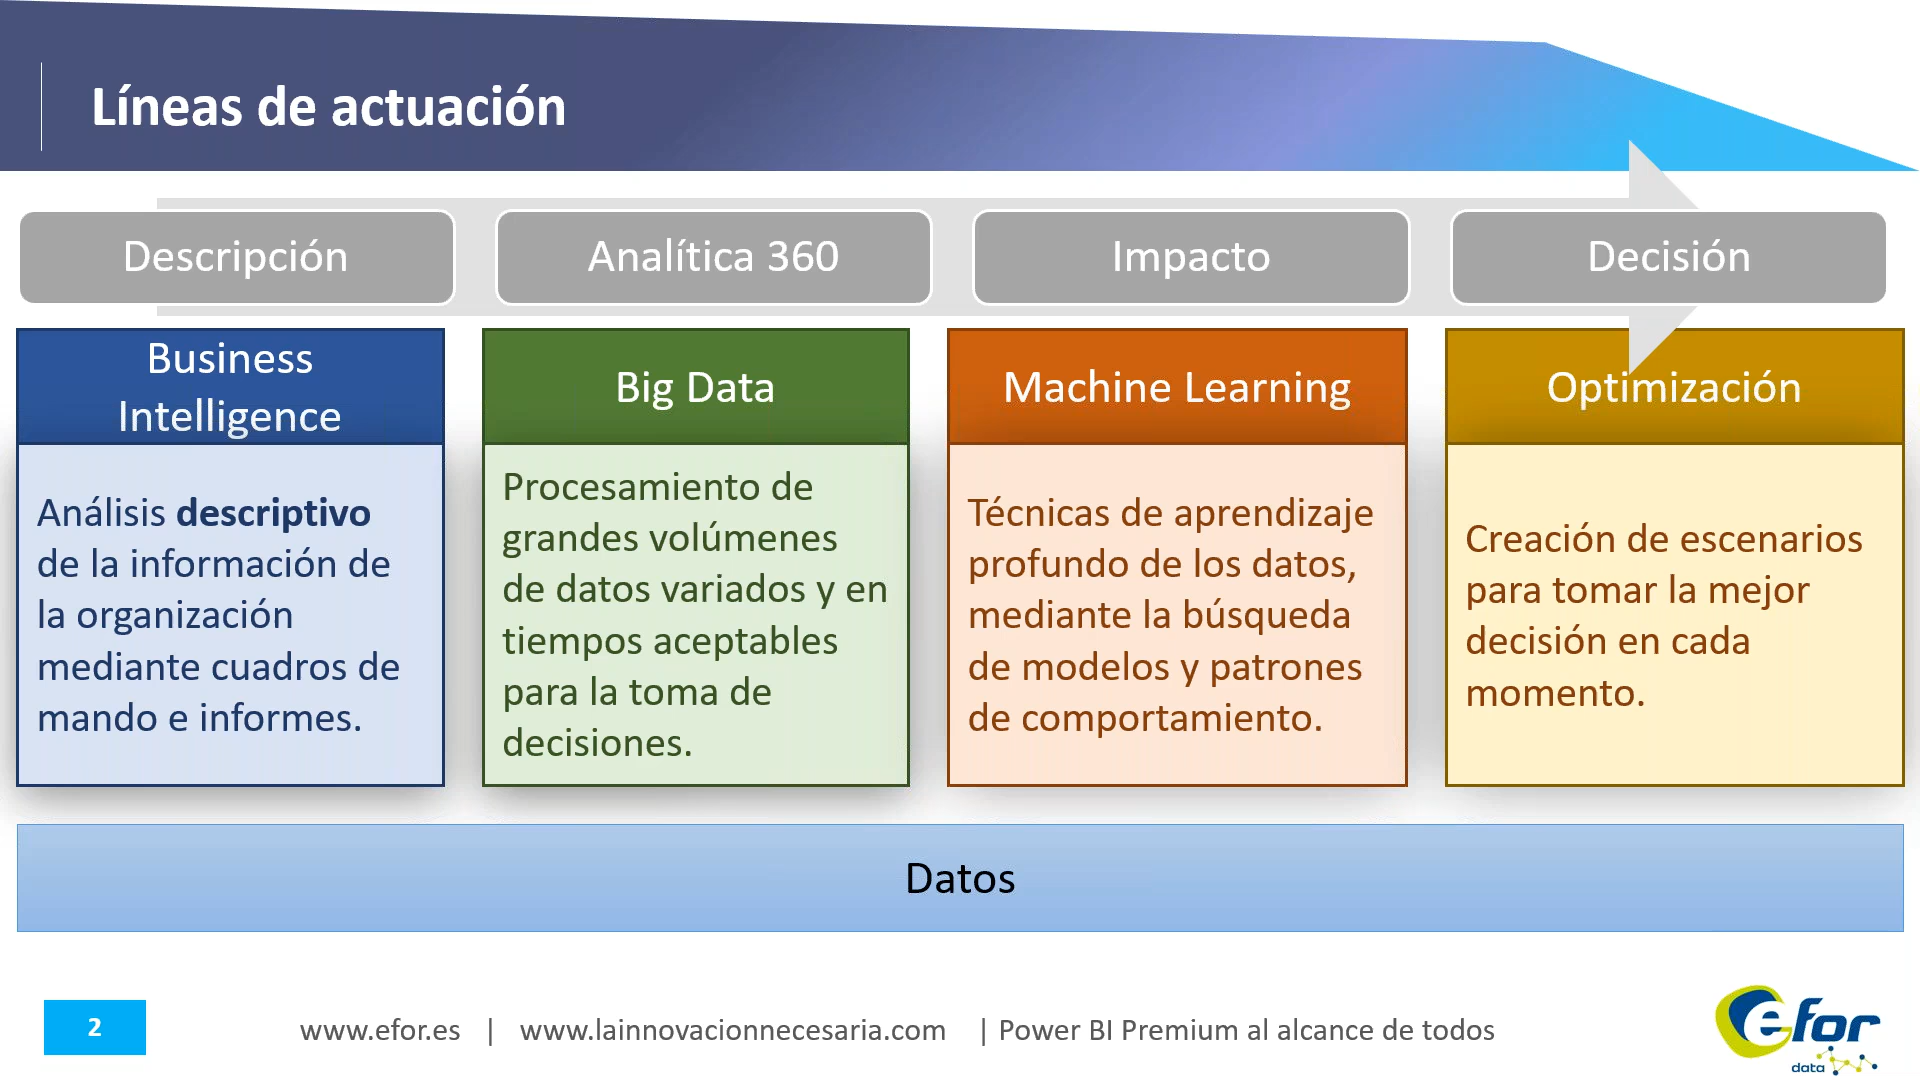 Líneas de actuación
Descripción
Analítica 360
Impacto
Decisión
Business
Intelligence
Análisis descriptivo
de la información de
la organización
mediante cuadros de
mando e informes.
Big Data
Procesamiento de
grandes volúmenes
de datos variados y en
tiempos aceptables
para la toma de
decisiones.
Machine Learning
Técnicas de aprendizaje
profundo de los datos,
mediante la búsqueda
de modelos y patrones
de comportamiento.
Optimización
Creación de escenarios
para tomar la mejor
decisión en cada
momento.
Datos
2
www.efor.es | www.lainnovacionnecesaria.com | Power BI Premium al alcance de todos
efor
data